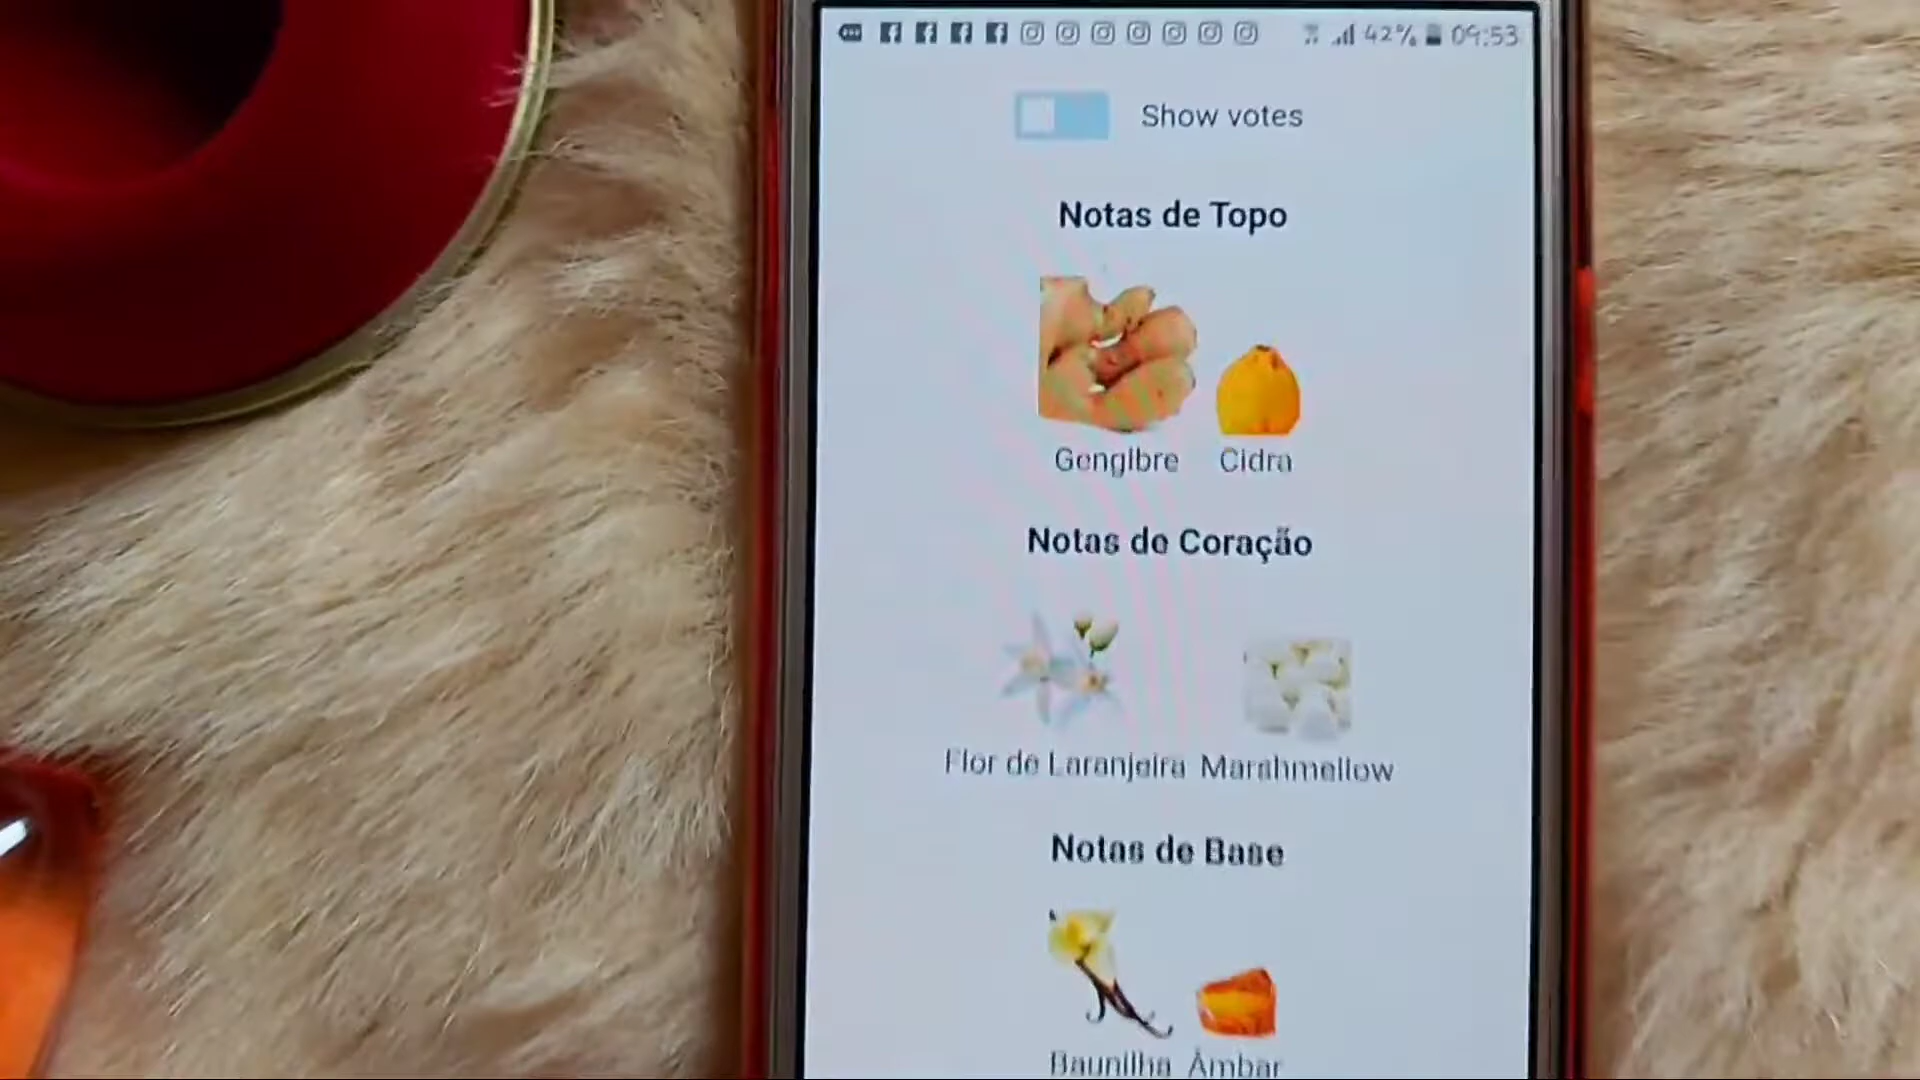 42% 09:53
Show votes
Notas de Topo
Gengibre Cidra
Notas de Coração
Flor de Laranjeira Marshmellow
Notas de Base
Baunilha Âmbar